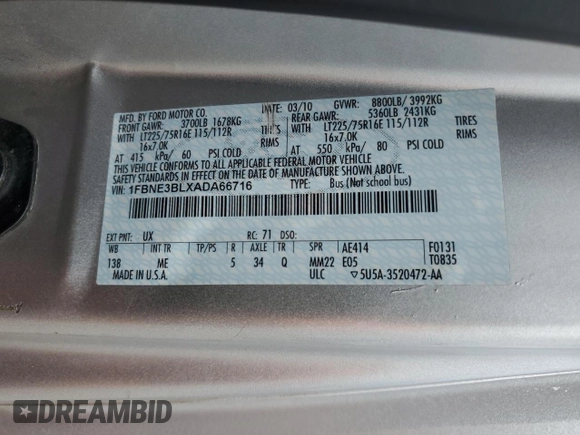 MFD. BY FORD MOTOR CO. DATE: 03/10 GVWR: 8800LB/ 3992KG
FRONT GAWR: 3700LB 1678KG REAR GAWR: 5360LB 2431KG
WITH LT225/75R16E 115/112R TIRES WITH LT225/75R16E 115/112R TIRES
16x7.0K RIMS 16x7.0K RIMS
AT 415 kPa/ 60 PSI COLD AT 550 kPa/ 80 PSI COLD
THIS VEHICLE CONFORMS TO ALL APPLICABLE FEDERAL MOTOR VEHICLE
SAFETY STANDARDS IN EFFECT ON THE DATE OF MANUFACTURE SHOWN ABOVE.
VIN: 1FBNE3BLXADA66716 TYPE: Bus (Not school bus)
EXT PNT: UX RC: 71 DSO:
WB INT TR TP/PS R AXLE TR SPR AE414 F0131
138 ME 5 34 Q MM22 E05 T0835
MADE IN U.S.A. ULC ▽5U5A-3520472-AA
DREAMBID